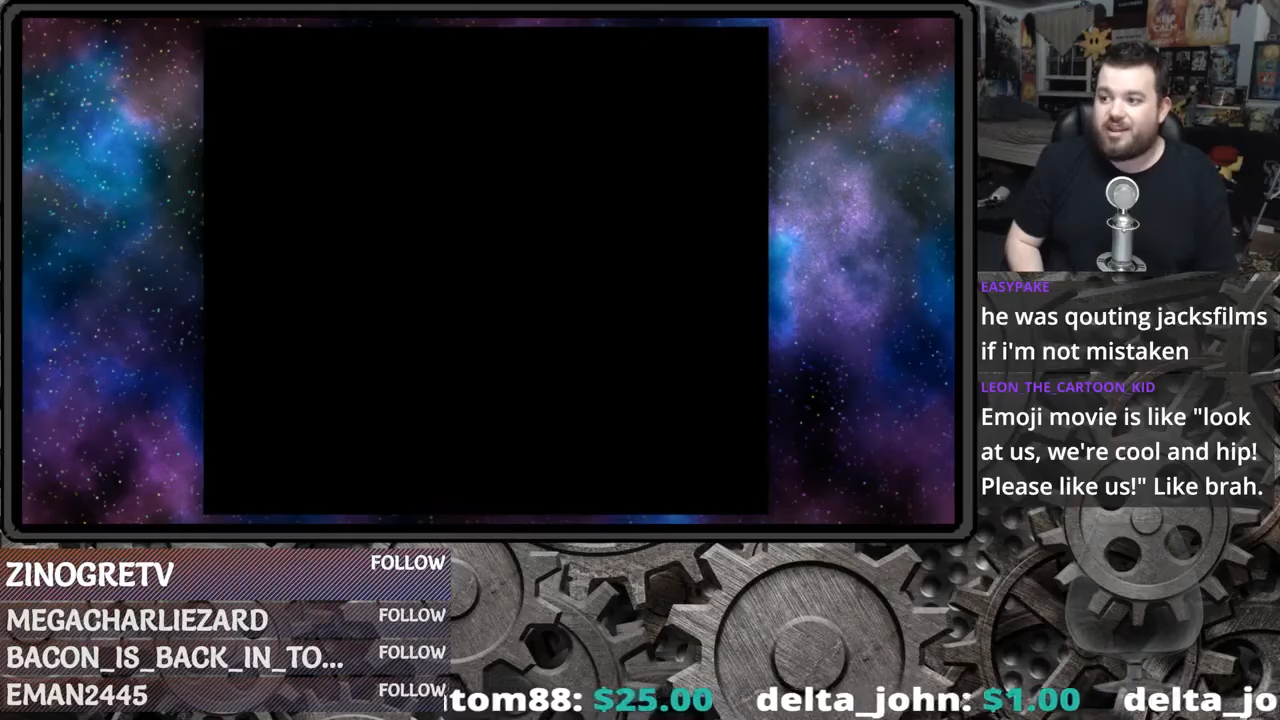 EASYPAKE
he was qouting jacksfilms
if i'm not mistaken
LEON_THE_CARTOON_KID
Emoji movie is like "look
at us, we're cool and hip!
Please like us!" Like brah.
ZINOGRETV FOLLOW
MEGACHARLIEZARD FOLLOW
BACON_IS_BACK_IN_TO... FOLLOW
EMAN2445 FOLLOW
tom88: $25.00 delta_john: $1.00 delta_jo